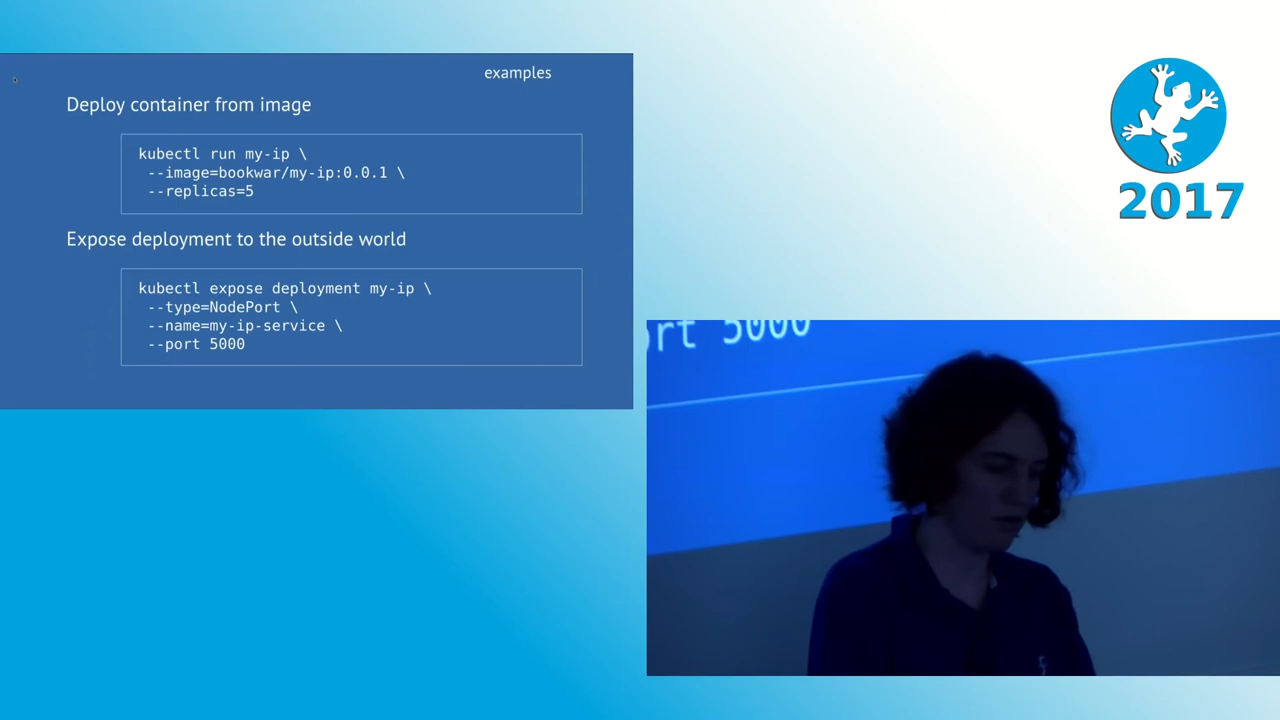 examples
Deploy container from image
kubectl run my-ip \
--image=bookwar/my-ip:0.0.1 \
--replicas=5
Expose deployment to the outside world
kubectl expose deployment my-ip \
--type=NodePort \
--name=my-ip-service \
--port 5000
2017
ort 5000